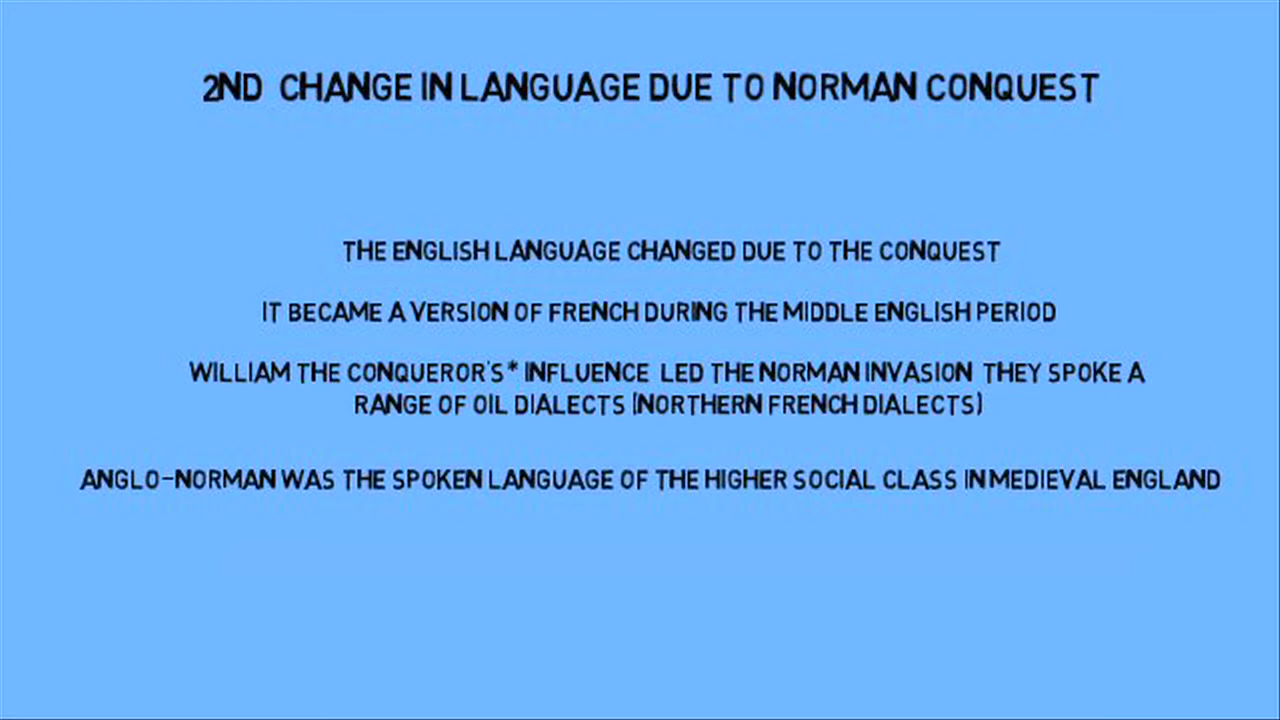 2ND CHANGE IN LANGUAGE DUE TO NORMAN CONQUEST
THE ENGLISH LANGUAGE CHANGED DUE TO THE CONQUEST
IT BECAME A VERSION OF FRENCH DURING THE MIDDLE ENGLISH PERIOD
WILLIAM THE CONQUEROR'S* INFLUENCE LED THE NORMAN INVASION THEY SPOKE A
RANGE OF OIL DIALECTS (NORTHERN FRENCH DIALECTS)
ANGLO-NORMAN WAS THE SPOKEN LANGUAGE OF THE HIGHER SOCIAL CLASS IN MEDIEVAL ENGLAND